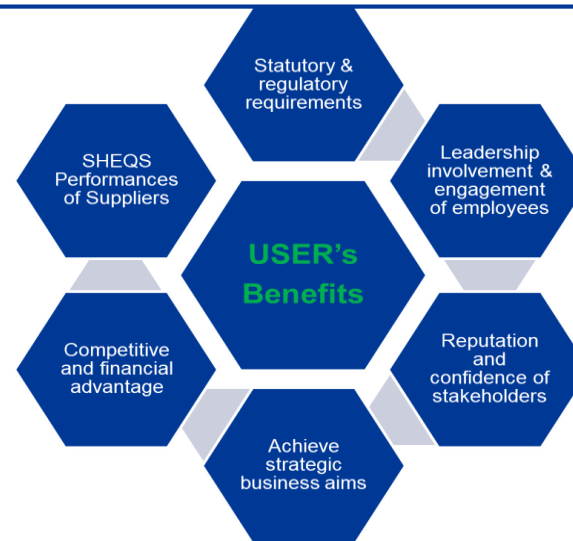 Statutory &
regulatory
requirements
Leadership
involvement &
engagement
of employees
Reputation
and
confidence of
stakeholders
Achieve
strategic
business aims
Competitive
and financial
advantage
SHEQS
Performances
of Suppliers
USER's
Benefits